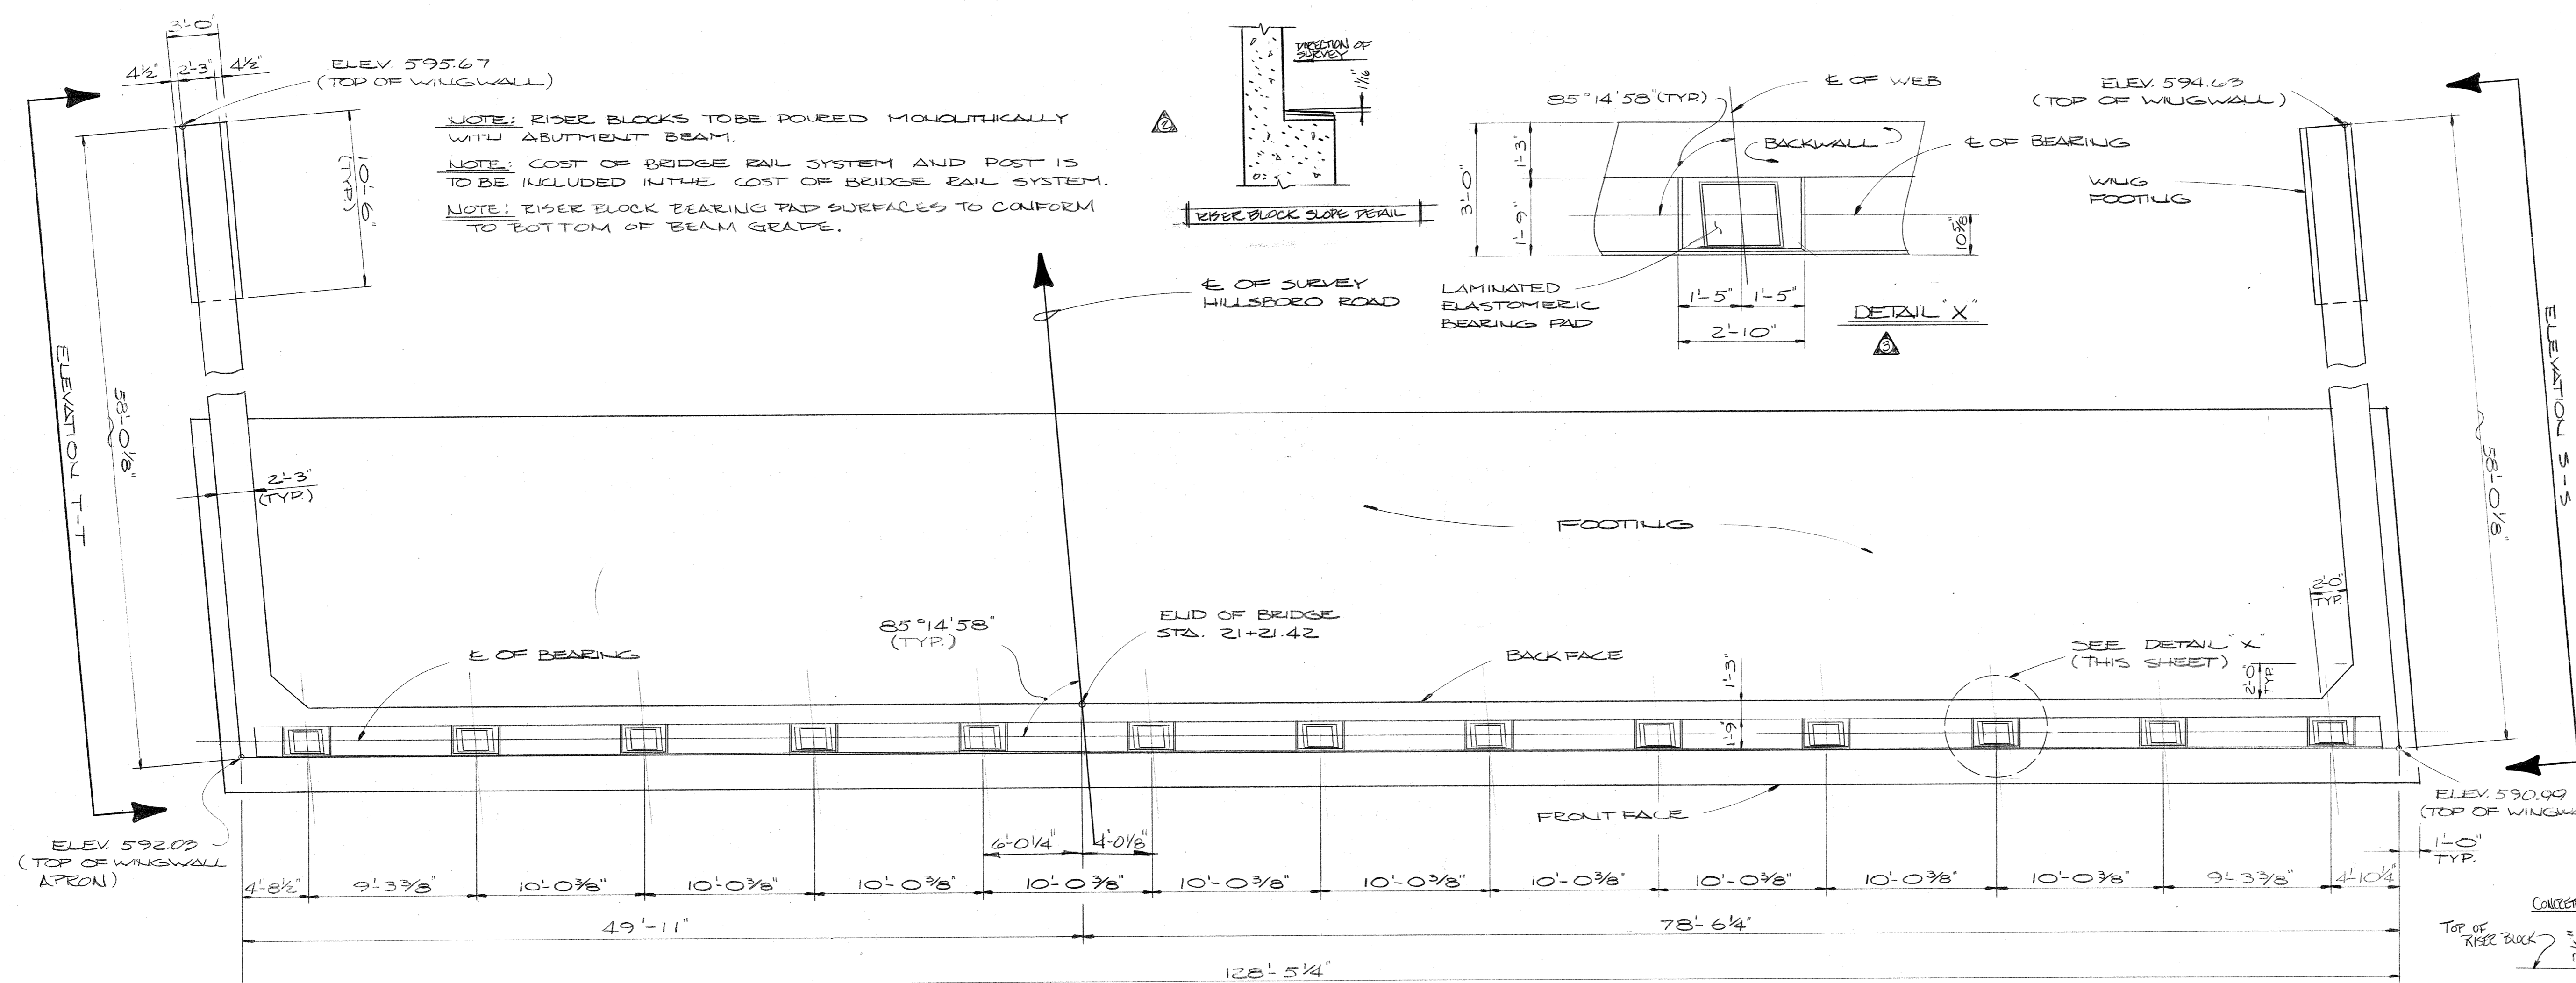 3'-0"
4½" 2'-3" 4½"
ELEV. 595.67
(TOP OF WINGWALL)
10'-6"
(TYP.)
NOTE: RISER BLOCKS TO BE POURED MONOLITHICALLY
WITH ABUTMENT BEAM.
NOTE: COST OF BRIDGE RAIL SYSTEM AND POST IS
TO BE INCLUDED IN THE COST OF BRIDGE RAIL SYSTEM.
NOTE: RISER BLOCK BEARING PAD SURFACES TO CONFORM
TO BOTTOM OF BEAM GRADE.
2
DIRECTION OF
SURVEY
1/16"
RISER BLOCK SLOPE DETAIL
85°14'58" (TYP.)
℄ OF WEB
BACKWALL
℄ OF BEARING
3'-0"
1'-3"
1'-9"
10⅝"
LAMINATED
ELASTOMERIC
BEARING PAD
1'-5" 1'-5"
2'-10"
DETAIL "X"
3
ELEV. 594.63
(TOP OF WINGWALL)
WING
FOOTING
℄ OF SURVEY
HILLSBORO ROAD
ELEVATION T-T
58'-0⅛"
ELEVATION S-S
58'-0⅛"
2'-3"
(TYP.)
FOOTING
2'-0"
TYP.
85°14'58"
(TYP.)
END OF BRIDGE
STA. 21+21.42
℄ OF BEARING
BACK FACE
1'-3"
1'-9"
SEE DETAIL "X"
(THIS SHEET)
2'-0"
TYP.
FRONT FACE
ELEV. 592.03
(TOP OF WINGWALL
APRON)
ELEV. 590.99
(TOP OF
1'-0"
TYP.
6'-0¼" 4'-0⅛"
4'-8½" 9'-3⅜" 10'-0⅜" 10'-0⅜" 10'-0⅜" 10'-0⅜" 10'-0⅜" 10'-0⅜" 10'-0⅜" 10'-0⅜" 10'-0⅜" 10'-0⅜" 9'-3⅜" 4'-10¼"
49'-11" 78'-6¼"
128'-5¼"
TOP OF
RISER BLOCK